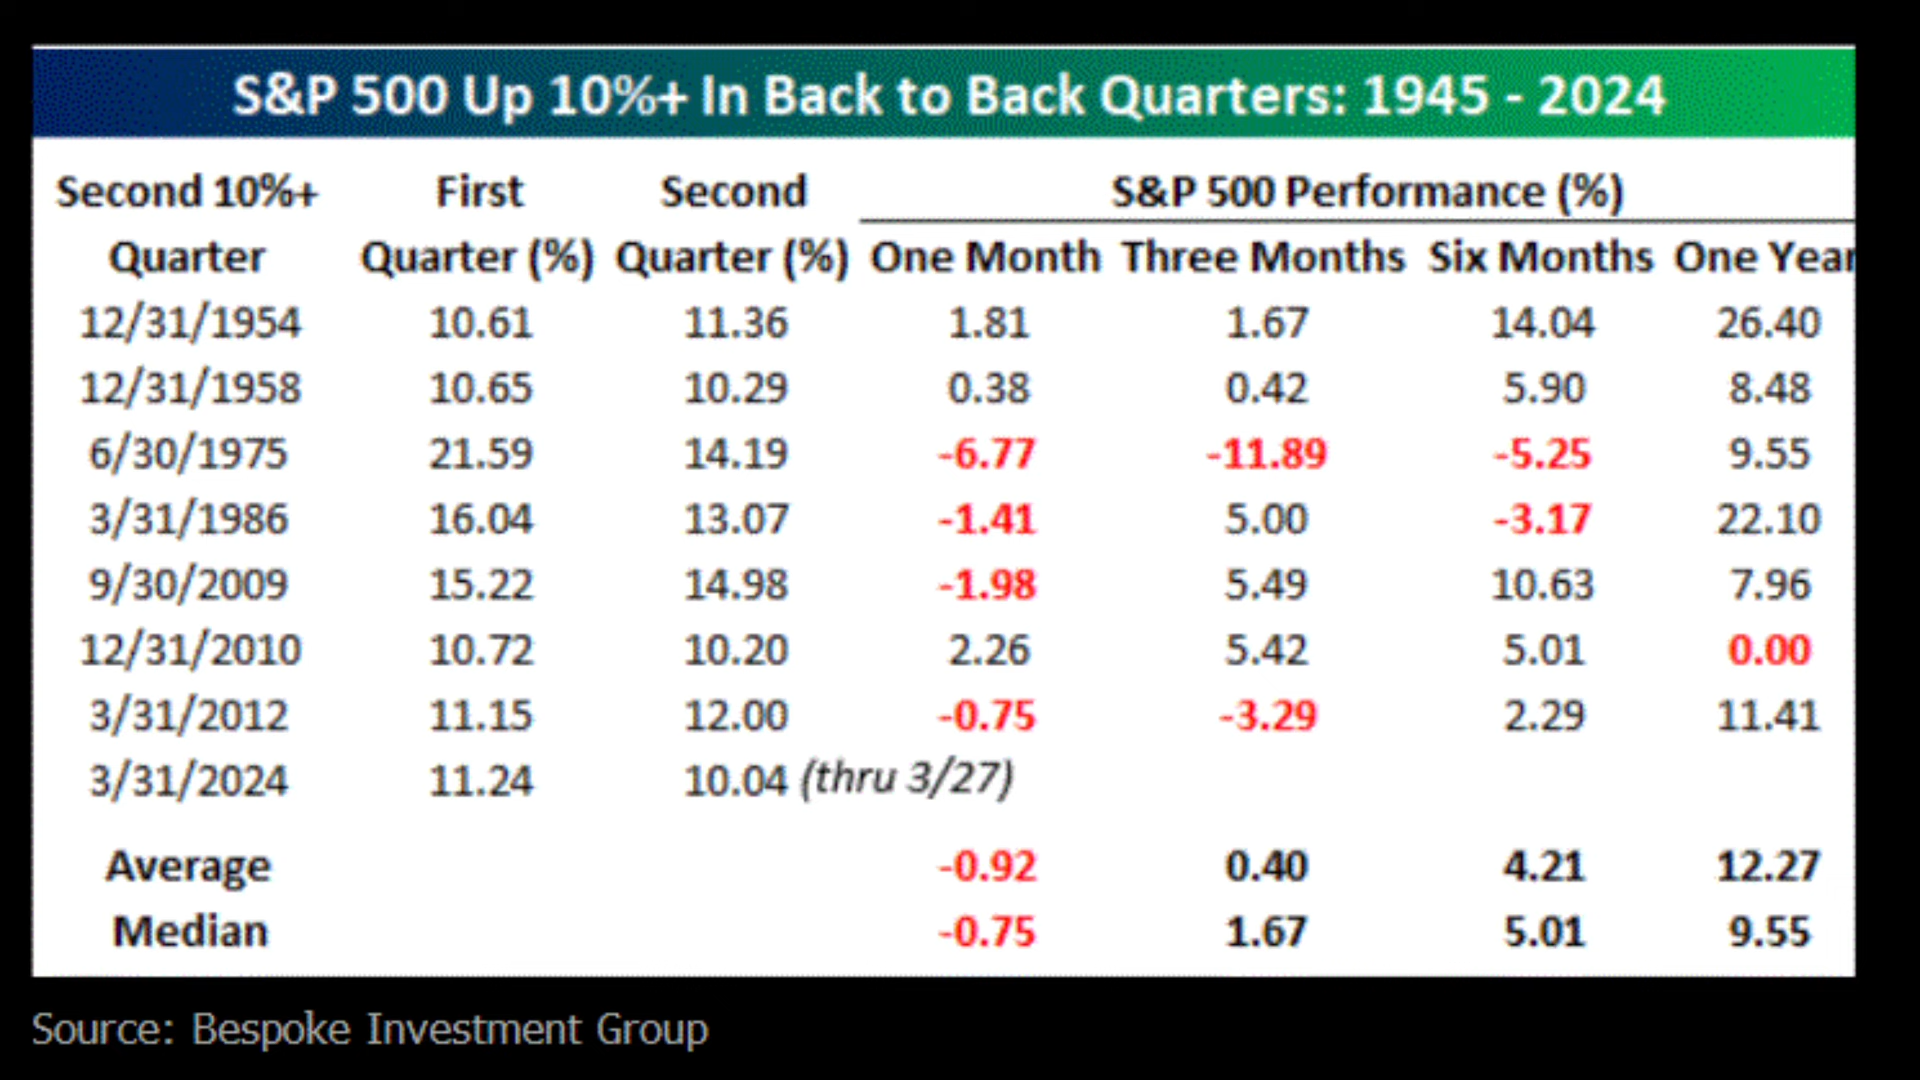 S&P 500 Up 10%+ In Back to Back Quarters: 1945 - 2024
Second 10%+ First Second S&P 500 Performance (%)
Quarter Quarter (%) Quarter (%) One Month Three Months Six Months One Year
12/31/1954 10.61 11.36 1.81 1.67 14.04 26.40
12/31/1958 10.65 10.29 0.38 0.42 5.90 8.48
6/30/1975 21.59 14.19 -6.77 -11.89 -5.25 9.55
3/31/1986 16.04 13.07 -1.41 5.00 -3.17 22.10
9/30/2009 15.22 14.98 -1.98 5.49 10.63 7.96
12/31/2010 10.72 10.20 2.26 5.42 5.01 0.00
3/31/2012 11.15 12.00 -0.75 -3.29 2.29 11.41
3/31/2024 11.24 10.04 (thru 3/27)
Average -0.92 0.40 4.21 12.27
Median -0.75 1.67 5.01 9.55
Source: Bespoke Investment Group